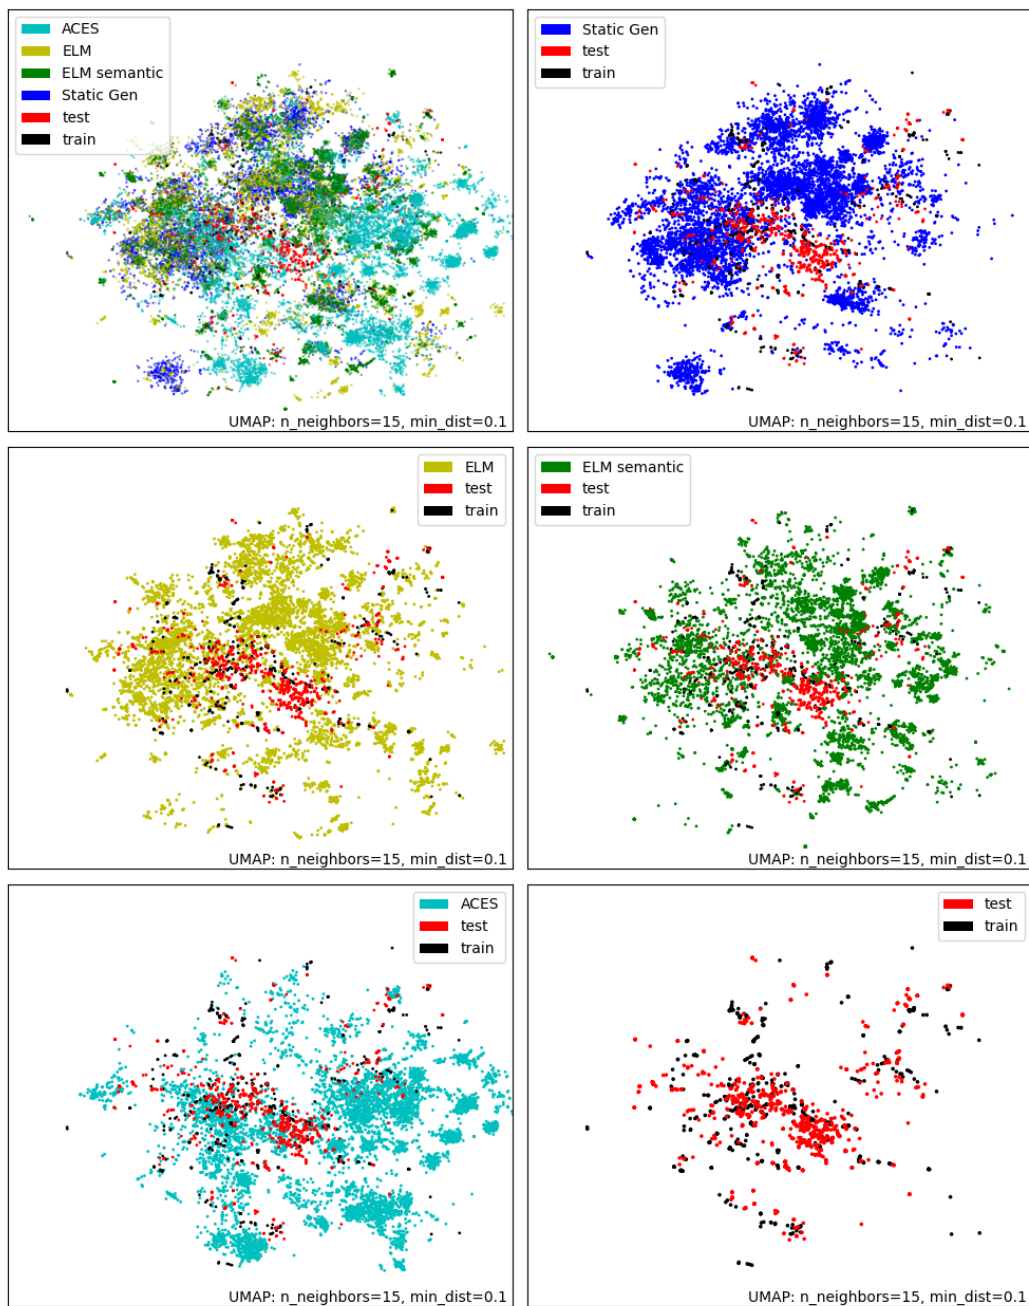 ACES
ELM
ELM semantic
Static Gen
test
train
UMAP: n_neighbors=15, min_dist=0.1
Static Gen
test
train
UMAP: n_neighbors=15, min_dist=0.1
ELM
test
train
UMAP: n_neighbors=15, min_dist=0.1
ELM semantic
test
train
UMAP: n_neighbors=15, min_dist=0.1
ACES
test
train
UMAP: n_neighbors=15, min_dist=0.1
test
train
UMAP: n_neighbors=15, min_dist=0.1